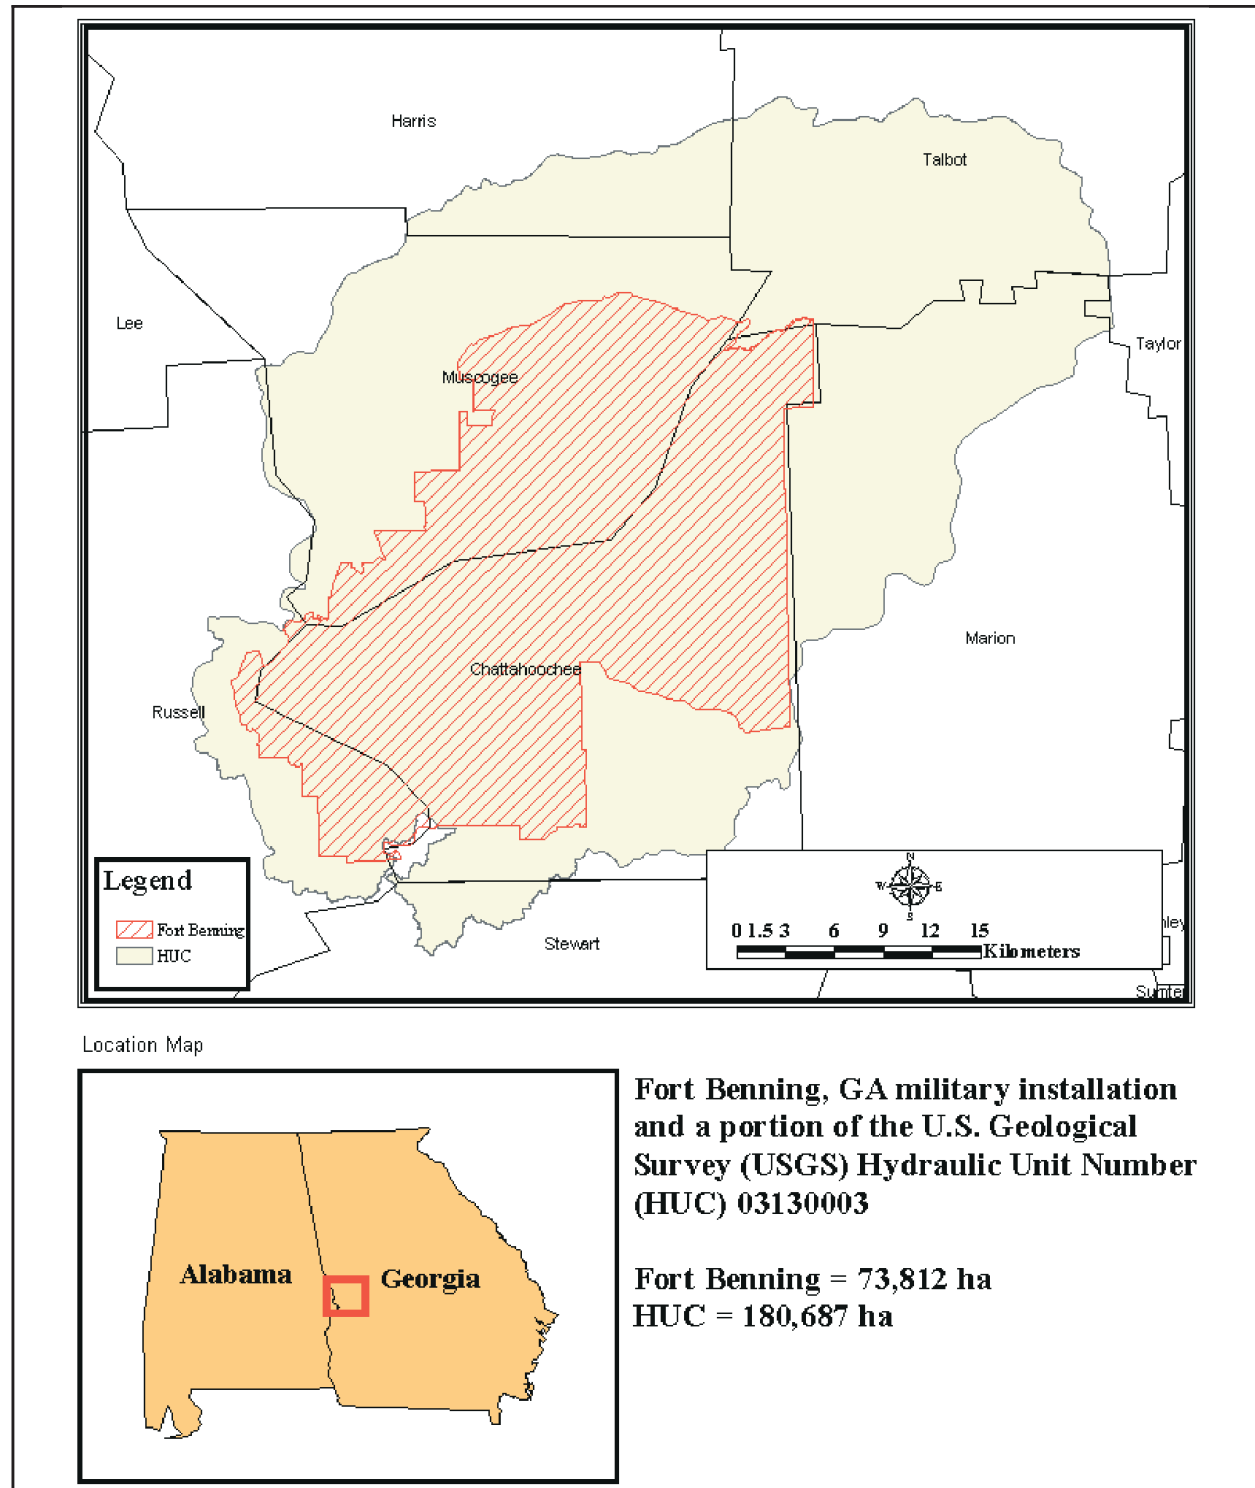 Harris
Talbot
Lee
Taylor
Muscogee
Marion
Chattahoochee
Russell
Legend
Fort Benning
HUC
Stewart
N
W E
S
0 1.5 3 6 9 12 15
Kilometers
Location Map
Alabama
Georgia
Fort Benning, GA military installation
and a portion of the U.S. Geological
Survey (USGS) Hydraulic Unit Number
(HUC) 03130003
Fort Benning = 73,812 ha
HUC = 180,687 ha